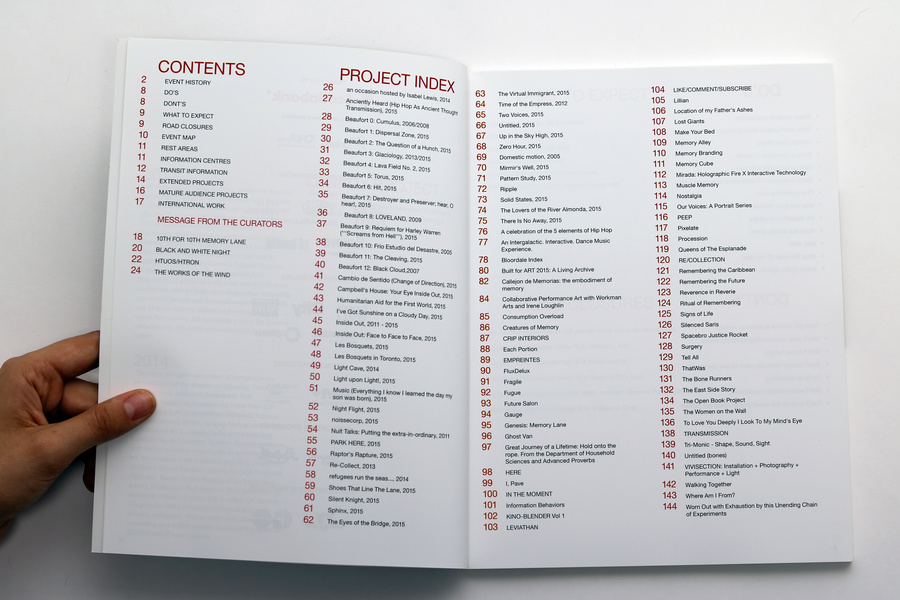 CONTENTS
2 EVENT HISTORY
8 DO'S
8 DONT'S
9 WHAT TO EXPECT
9 ROAD CLOSURES
10 EVENT MAP
11 REST AREAS
11 INFORMATION CENTRES
12 TRANSIT INFORMATION
14 EXTENDED PROJECTS
16 MATURE AUDIENCE PROJECTS
17 INTERNATIONAL WORK
MESSAGE FROM THE CURATORS
18 10TH FOR 10TH MEMORY LANE
20 BLACK AND WHITE NIGHT
22 HTUOS/HTRON
24 THE WORKS OF THE WIND
PROJECT INDEX
26 an occasion hosted by Isabel Lewis, 2014
27 Anciently Heard (Hip Hop As Ancient Though
Transmission), 2015
28 Beaufort 0: Cumulus, 2006/2008
29 Beaufort 1: Dispersal Zone, 2015
30 Beaufort 2: The Question of a Hunch, 2015
31 Beaufort 3: Glaciology, 2013/2015
32 Beaufort 4: Lava Field No. 2, 2015
33 Beaufort 5: Torus, 2015
34 Beaufort 6: Hit, 2015
35 Beaufort 7: Destroyer and Preserver; hear, O
hear!, 2015
36 Beaufort 8: LOVELAND, 2009
37 Beaufort 9: Requiem for Harley Warren
(""Screams from Hell""), 2015
38 Beaufort 10: Frio Estudio del Desastre, 2005
39 Beaufort 11: The Cleaving, 2015
40 Beaufort 12: Black Cloud,2007
41 Cambio de Sentido (Change of Direction), 2015
42 Campbell's House: Your Eye Inside Out, 2015
43 Humanitarian Aid for the First World, 2015
44 I've Got Sunshine on a Cloudy Day, 2015
45 Inside Out, 2011 - 2015
46 Inside Out: Face to Face to Face, 2015
47 Les Bosquets, 2015
48 Les Bosquets in Toronto, 2015
49 Light Cave, 2014
50 Light upon Light!, 2015
51 Music (Everything I know I learned the day my
son was born), 2015
52 Night Flight, 2015
53 noissecorp, 2015
54 Nuit Talks: Putting the extra-in-ordinary, 2011
55 PARK HERE, 2015
56 Raptor's Rapture, 2015
57 Re-Collect, 2013
58 refugees run the seas..., 2014
59 Shoes That Line The Lane, 2015
60 Silent Knight, 2015
61 Sphinx, 2015
62 The Eyes of the Bridge, 2015
63 The Virtual Immigrant, 2015
64 Time of the Empress, 2012
65 Two Voices, 2015
66 Untitled, 2015
67 Up in the Sky High, 2015
68 Zero Hour, 2015
69 Domestic motion, 2005
70 Mirmir's Well, 2015
71 Pattern Study, 2015
72 Ripple
73 Solid States, 2015
74 The Lovers of the River Almonda, 2015
75 There Is No Away, 2015
76 A celebration of the 5 elements of Hip Hop
77 An Intergalactic. Interactive. Dance Music
Experience.
78 Bloordale Index
80 Built for ART 2015: A Living Archive
82 Callejon de Memorias: the embodiment of
memory
84 Collaborative Performance Art with Workman
Arts and Irene Loughlin
85 Consumption Overload
86 Creatures of Memory
87 CRIP INTERIORS
88 Each Portion
89 EMPREINTES
90 FluxDelux
91 Fragile
92 Fugue
93 Future Salon
94 Gauge
95 Genesis: Memory Lane
96 Ghost Van
97 Great Journey of a Lifetime: Hold onto the
rope. From the Department of Household
Sciences and Advanced Proverbs
98 HERE
99 I, Pave
100 IN THE MOMENT
101 Information Behaviors
102 KINO-BLENDER Vol 1
103 LEVIATHAN
104 LIKE/COMMENT/SUBSCRIBE
105 Lillian
106 Location of my Father's Ashes
107 Lost Giants
108 Make Your Bed
109 Memory Alley
110 Memory Branding
111 Memory Cube
112 Mirada: Holographic Fire X Interactive Technology
113 Muscle Memory
114 Nostalgia
115 Our Voices: A Portrait Series
116 PEEP
117 Pixelate
118 Procession
119 Queens of The Esplanade
120 RE/COLLECTION
121 Remembering the Caribbean
122 Remembering the Future
123 Reverence in Reverie
124 Ritual of Remembering
125 Signs of Life
126 Silenced Saris
127 Spacebro Justice Rocket
128 Surgery
129 Tell All
130 ThatWas
131 The Bone Runners
132 The East Side Story
134 The Open Book Project
135 The Women on the Wall
136 To Love You Deeply I Look To My Mind's Eye
138 TRANSMISSION
139 Tri-Monic - Shape, Sound, Sight
140 Untitled (bones)
141 VIVISECTION: Installation + Photography +
Performance + Light
142 Walking Together
143 Where Am I From?
144 Worn Out with Exhaustion by this Unending Chain
of Experiments